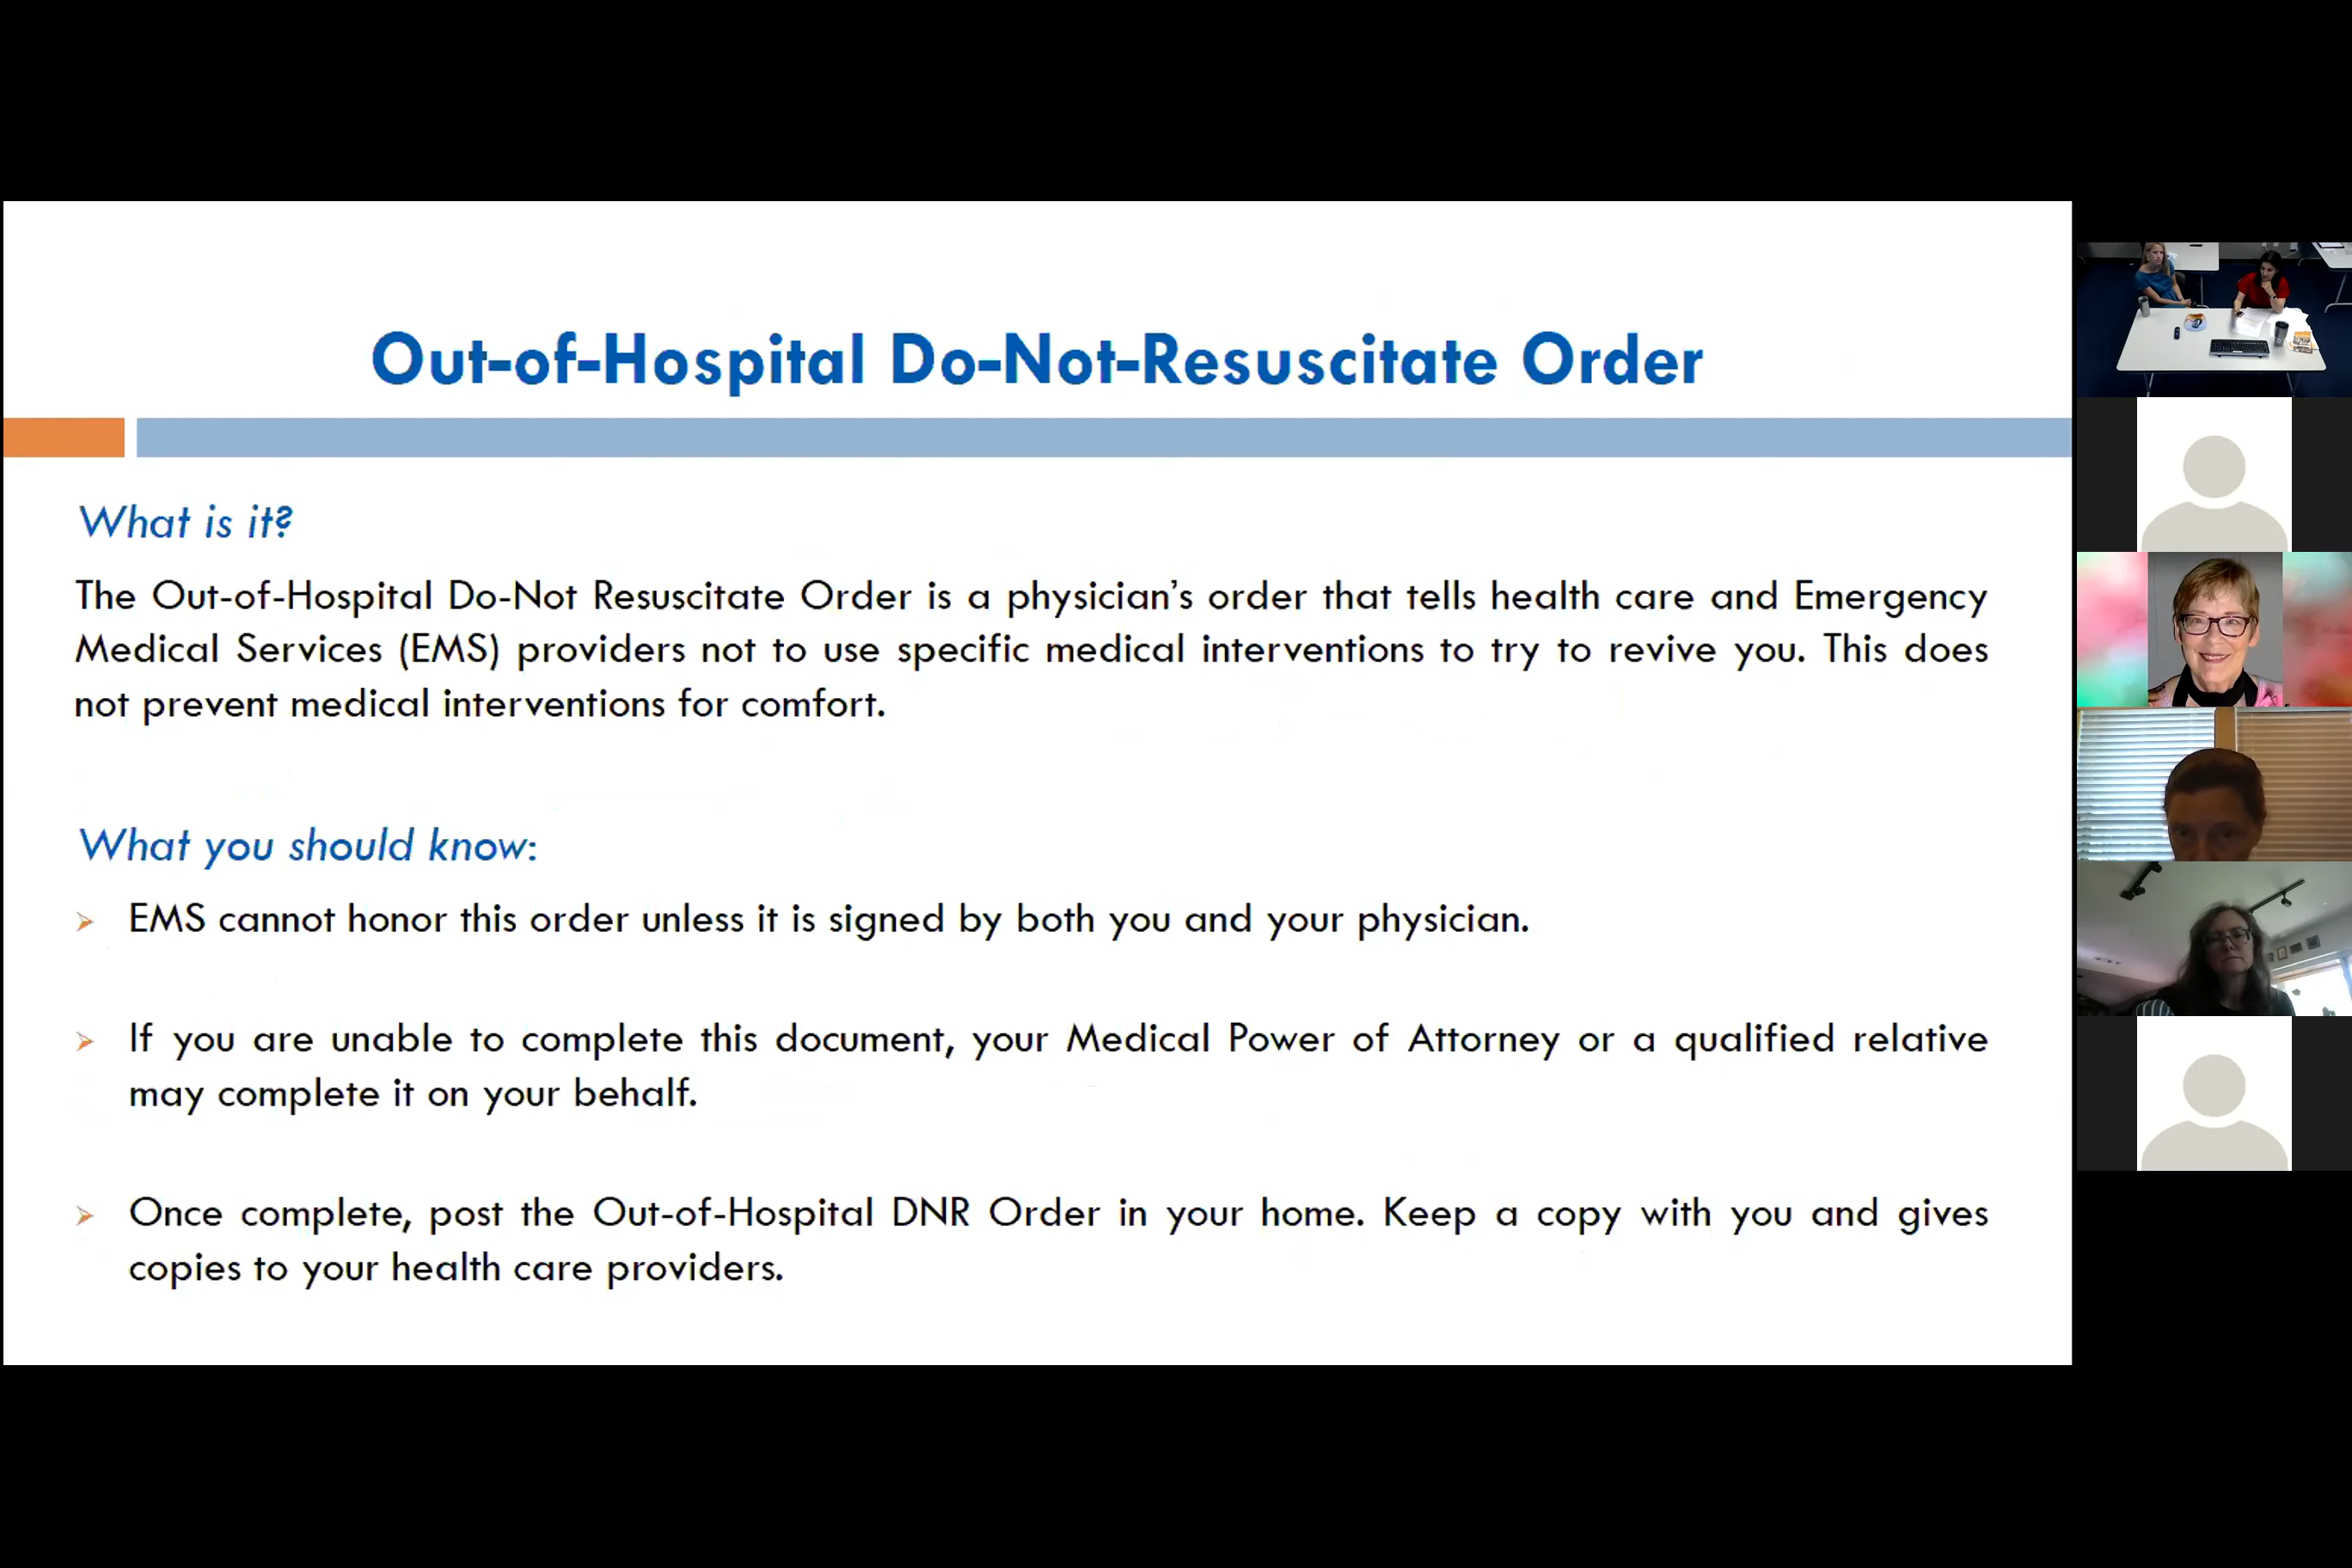 Out-of-Hospital Do-Not-Resuscitate Order
What is it?
The Out-of-Hospital Do-Not Resuscitate Order is a physician’s order that tells health care and Emergency
Medical Services (EMS) providers not to use specific medical interventions to try to revive you. This does
not prevent medical interventions for comfort.
What you should know:
EMS cannot honor this order unless it is signed by both you and your physician.
If you are unable to complete this document, your Medical Power of Attorney or a qualified relative
may complete it on your behalf.
Once complete, post the Out-of-Hospital DNR Order in your home. Keep a copy with you and gives
copies to your health care providers.